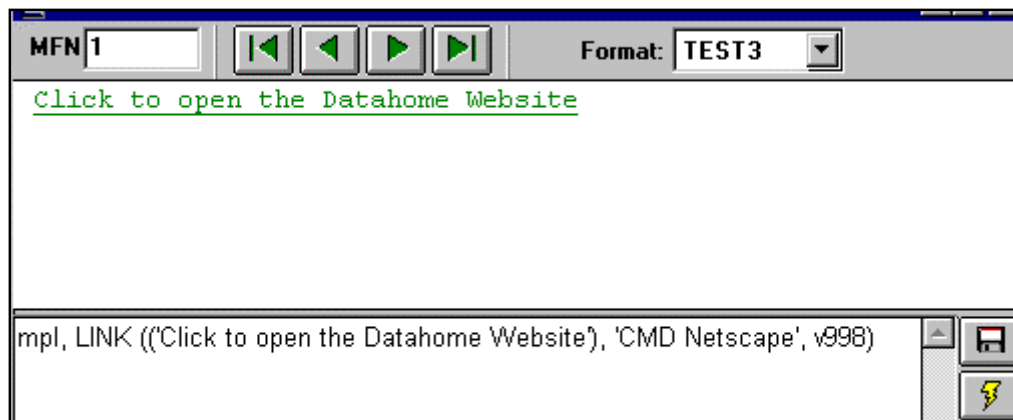 MFN 1 Format: TEST3
Click to open the Datahome Website
mpl, LINK (('Click to open the Datahome Website'), 'CMD Netscape', v998)